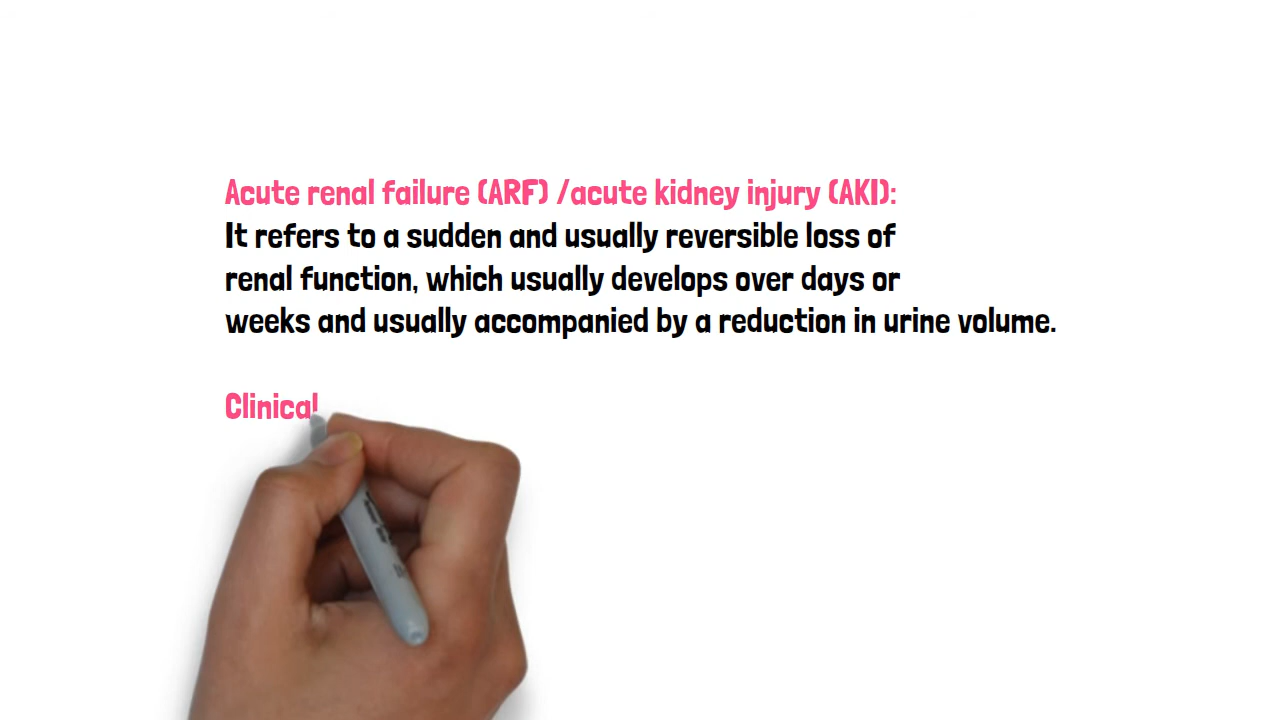 Acute renal failure (ARF) /acute kidney injury (AKI):
It refers to a sudden and usually reversible loss of
renal function, which usually develops over days or
weeks and usually accompanied by a reduction in urine volume.
Clinical